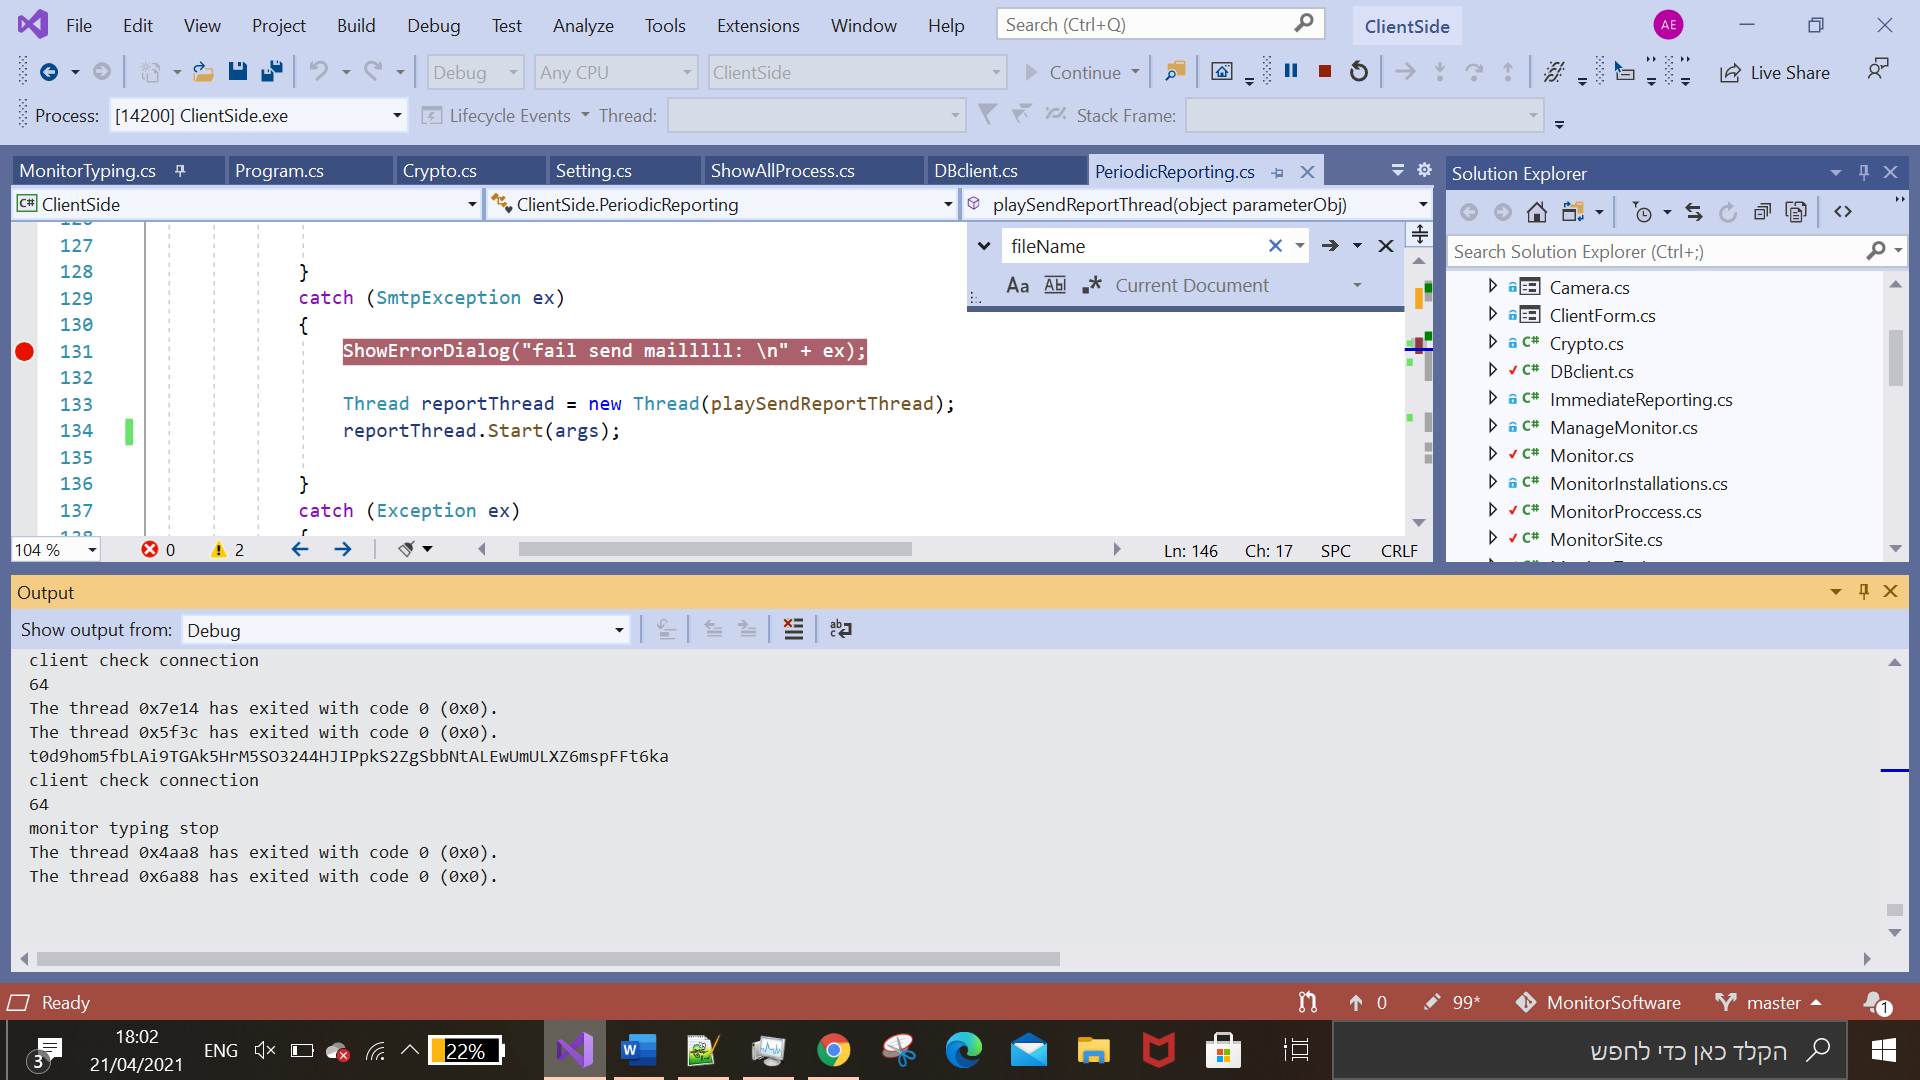 File Edit View Project Build Debug Test Analyze Tools Extensions Window Help Search (Ctrl+Q) ClientSide AE
Debug Any CPU ClientSide Continue Live Share
Process: [14200] ClientSide.exe Lifecycle Events Thread: Stack Frame:
MonitorTyping.cs Program.cs Crypto.cs Setting.cs ShowAllProcess.cs DBclient.cs PeriodicReporting.cs
C# ClientSide ClientSide.PeriodicReporting playSendReportThread(object parameterObj)
fileName
Aa Abl .* Current Document
127
128 }
129 catch (SmtpException ex)
130 {
131 ShowErrorDialog("fail send mailllll: \n" + ex);
132
133 Thread reportThread = new Thread(playSendReportThread);
134 reportThread.Start(args);
135
136 }
137 catch (Exception ex)
138 {
104 % 0 2 Ln: 146 Ch: 17 SPC CRLF
Solution Explorer
Search Solution Explorer (Ctrl+;)
Camera.cs
ClientForm.cs
C# Crypto.cs
C# DBclient.cs
C# ImmediateReporting.cs
C# ManageMonitor.cs
C# Monitor.cs
C# MonitorInstallations.cs
C# MonitorProccess.cs
C# MonitorSite.cs
Output
Show output from: Debug
client check connection
64
The thread 0x7e14 has exited with code 0 (0x0).
The thread 0x5f3c has exited with code 0 (0x0).
t0d9hom5fbLAi9TGAk5HrM5SO3244HJIPpkS2ZgSbbNtALEwUmULXZ6mspFFt6ka
client check connection
64
monitor typing stop
The thread 0x4aa8 has exited with code 0 (0x0).
The thread 0x6a88 has exited with code 0 (0x0).
Ready 0 99* MonitorSoftware master 1
3 18:02 ENG 22% הקלד כאן כדי לחפש
21/04/2021